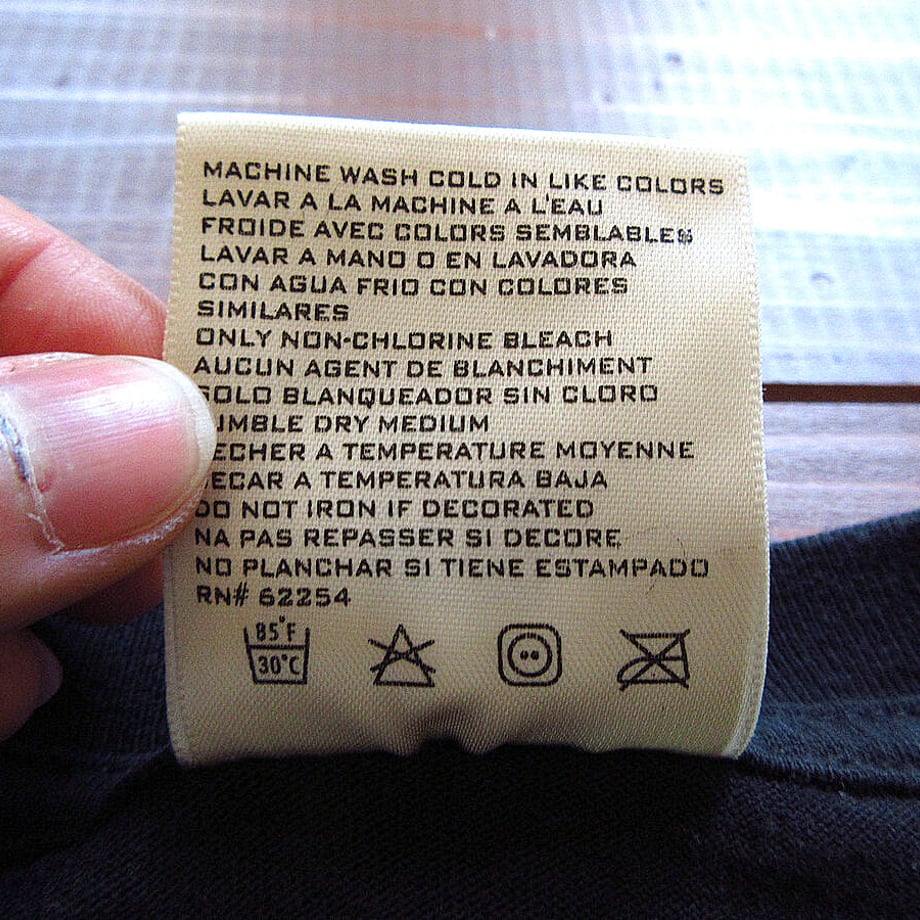 MACHINE WASH COLD IN LIKE COLORS
LAVAR A LA MACHINE A L'EAU
FROIDE AVEC COLORS SEMBLABLES
LAVAR A MANO O EN LAVADORA
CON AGUA FRIO CON COLORES
SIMILARES
ONLY NON-CHLORINE BLEACH
AUCUN AGENT DE BLANCHIMENT
SOLO BLANQUEADOR SIN CLORO
UMBLE DRY MEDIUM
ECHER A TEMPERATURE MOYENNE
ECAR A TEMPERATURA BAJA
DO NOT IRON IF DECORATED
NA PAS REPASSER SI DECORE
NO PLANCHAR SI TIENE ESTAMPADO
RN# 62254
85°F
30°C